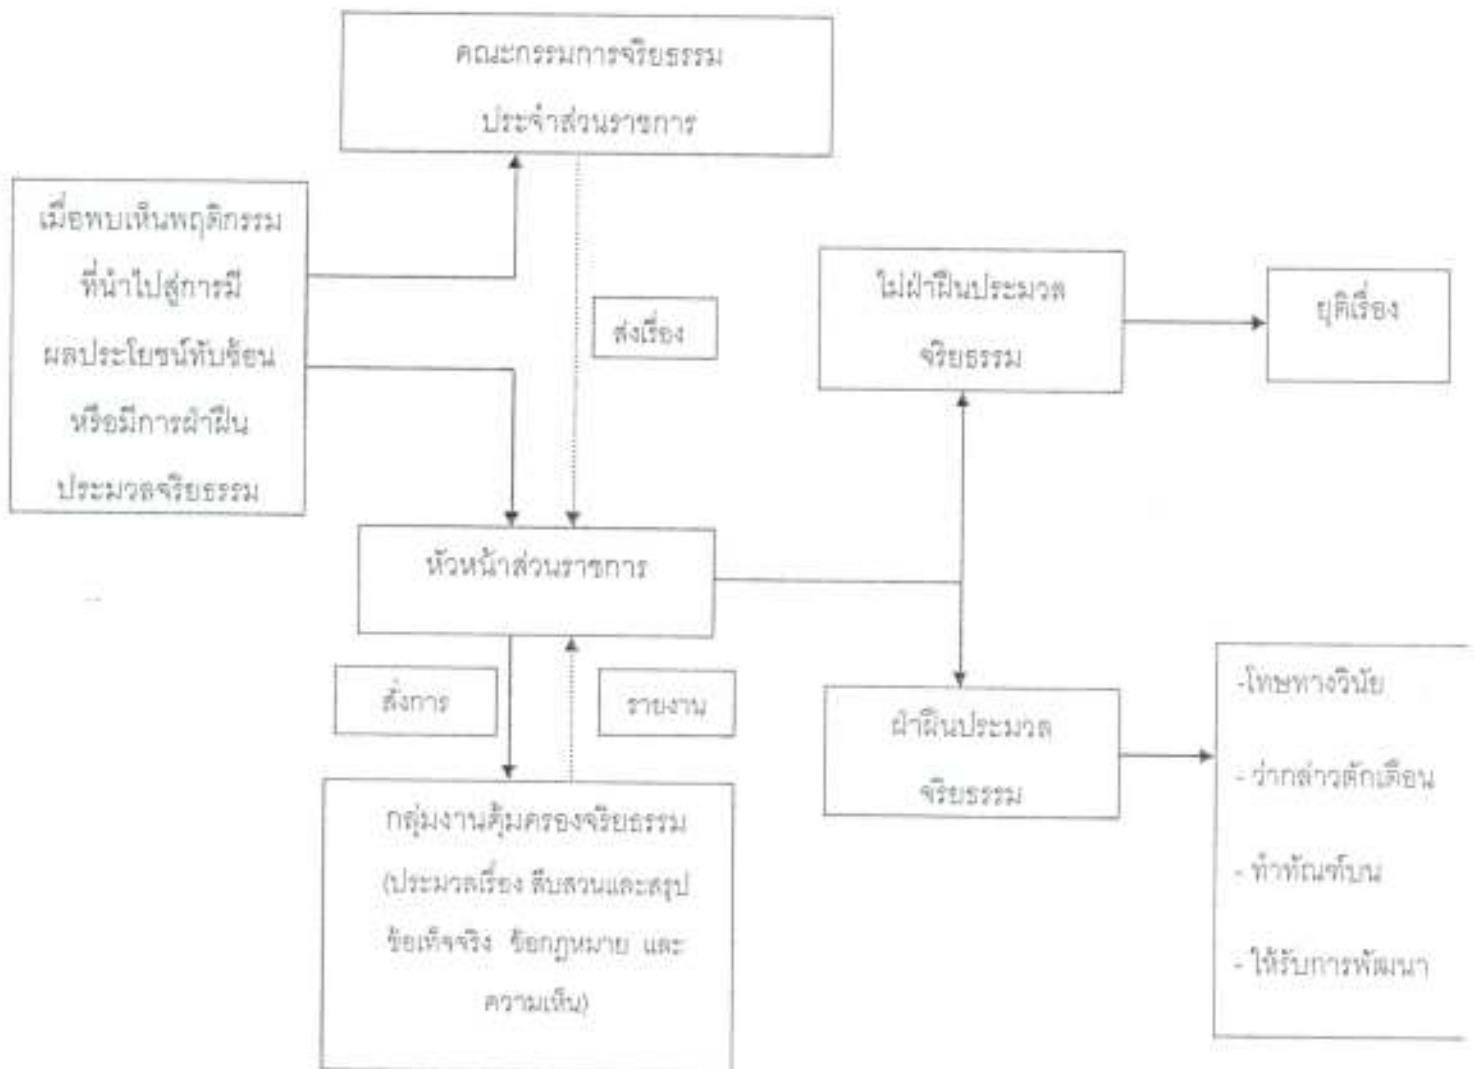 คณะกรรมการจริยธรรม
ประจำส่วนราชการ
เมื่อพบเห็นพฤติกรรม
ที่นำไปสู่การมี
ผลประโยชน์ทับซ้อน
หรือมีการฝ่าฝืน
ประมวลจริยธรรม
ส่งเรื่อง
ไม่ฝ่าฝืนประมวล
จริยธรรม
ยุติเรื่อง
หัวหน้าส่วนราชการ
สั่งการ
รายงาน
ฝ่าฝืนประมวล
จริยธรรม
-โทษทางวินัย
- ว่ากล่าวตักเตือน
- ทำทัณฑ์บน
- ให้รับการพัฒนา
กลุ่มงานคุ้มครองจริยธรรม
(ประมวลเรื่อง สืบสวนและสรุป
ข้อเท็จจริง ข้อกฎหมาย และ
ความเห็น)